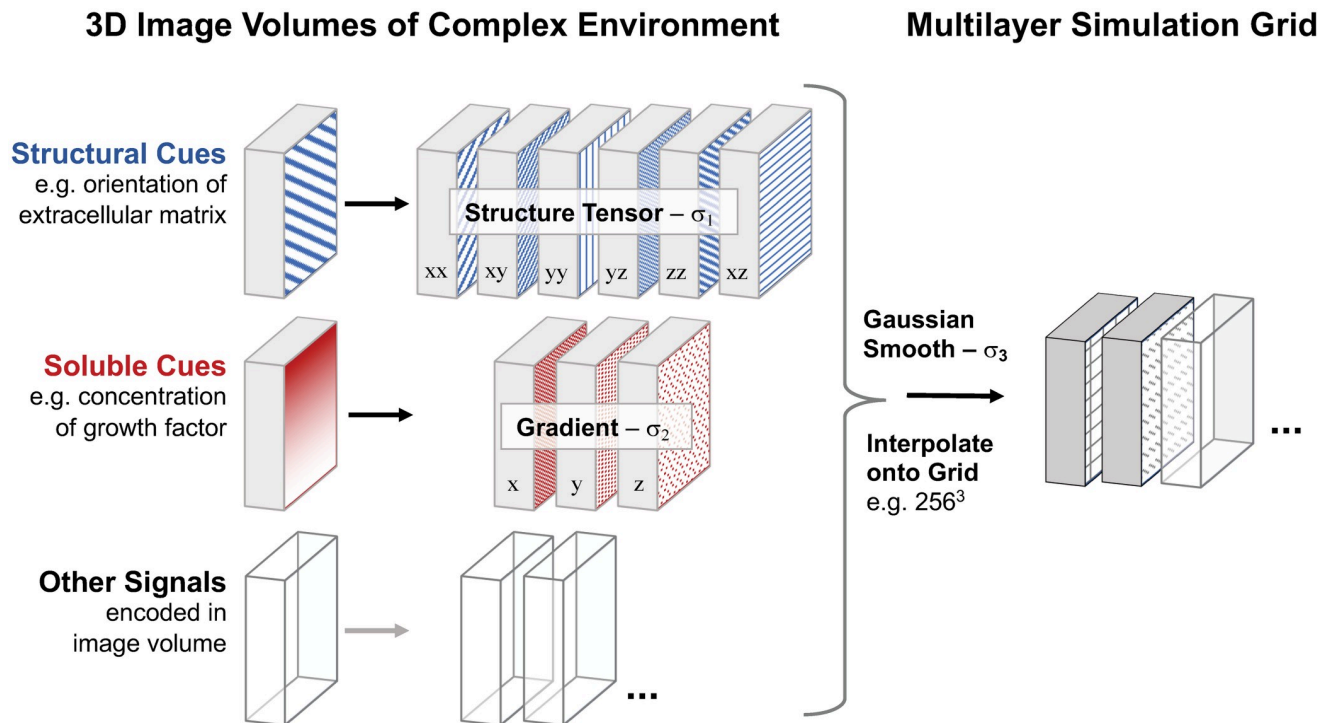 3D Image Volumes of Complex Environment
Multilayer Simulation Grid
Structural Cues
e.g. orientation of
extracellular matrix
Structure Tensor – σ₁
xx xy yy yz zz xz
Soluble Cues
e.g. concentration
of growth factor
Gradient – σ₂
x y z
Other Signals
encoded in
image volume
...
Gaussian
Smooth – σ₃
Interpolate
onto Grid
e.g. 256³
...